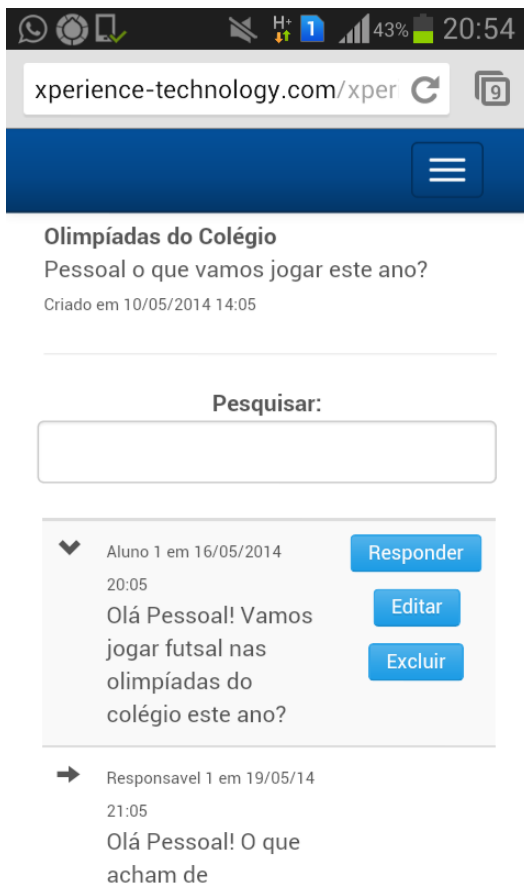 H+ 1 43% 20:54
xperience-technology.com/xper 9
Olimpíadas do Colégio
Pessoal o que vamos jogar este ano?
Criado em 10/05/2014 14:05
Pesquisar:
Aluno 1 em 16/05/2014
20:05
Olá Pessoal! Vamos
jogar futsal nas
olimpíadas do
colégio este ano?
Responder
Editar
Excluir
Responsavel 1 em 19/05/14
21:05
Olá Pessoal! O que
acham de